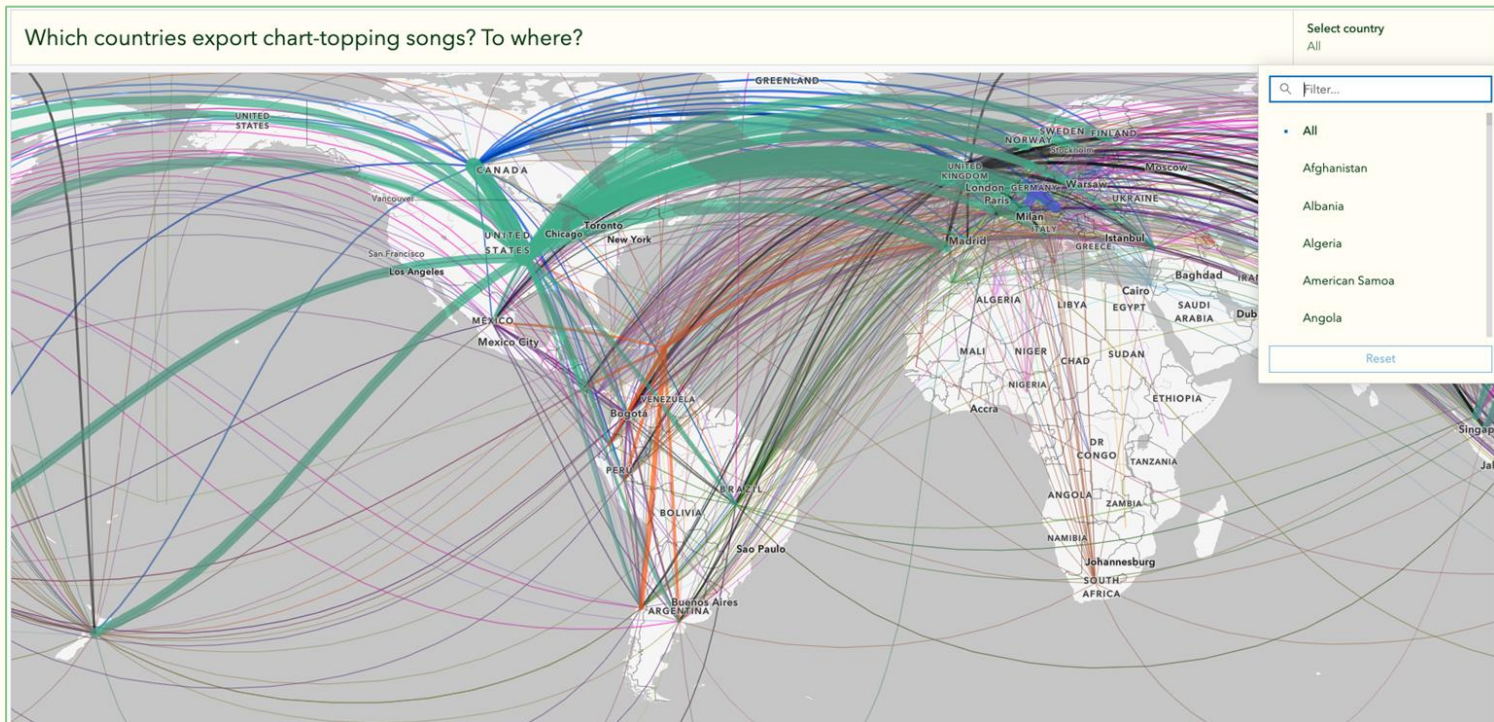 Which countries export chart-topping songs? To where?
Select country
All
Filter...
All
Afghanistan
Albania
Algeria
American Samoa
Angola
Reset
GREENLAND
UNITED
STATES
CANADA
Vancouver
UNITED
STATES
Chicago
Toronto
New York
San Francisco
Los Angeles
MÉXICO
Mexico City
VENEZUELA
Bogotá
PERU
BRAZIL
BOLIVIA
Sao Paulo
Buenos Aires
ARGENTINA
SWEDEN
FINLAND
NORWAY
Stockholm
UNITED
KINGDOM
London
GERMANY
Warsaw
Moscow
Paris
UKRAINE
Milan
ITALY
Madrid
GREECE
Istanbul
Baghdad
Cairo
ALGERIA
LIBYA
EGYPT
SAUDI
ARABIA
MALI
NIGER
CHAD
SUDAN
NIGERIA
Accra
ETHIOPIA
DR
CONGO
TANZANIA
ANGOLA
ZAMBIA
NAMIBIA
Johannesburg
SOUTH
AFRICA